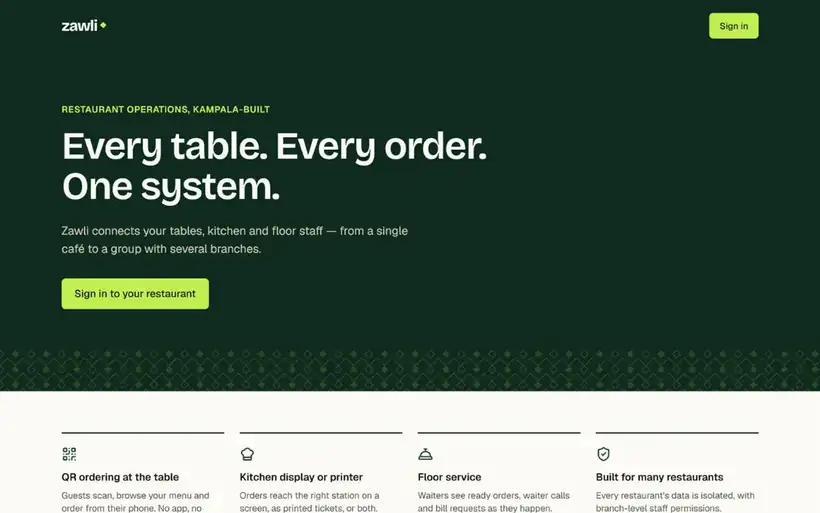 zawli
Sign in
RESTAURANT OPERATIONS, KAMPALA-BUILT
Every table. Every order.
One system.
Zawli connects your tables, kitchen and floor staff — from a single
café to a group with several branches.
Sign in to your restaurant
QR ordering at the table
Guests scan, browse your menu and
order from their phone. No app, no
Kitchen display or printer
Orders reach the right station on a
screen, as printed tickets, or both.
Floor service
Waiters see ready orders, waiter calls
and bill requests as they happen.
Built for many restaurants
Every restaurant's data is isolated, with
branch-level staff permissions.